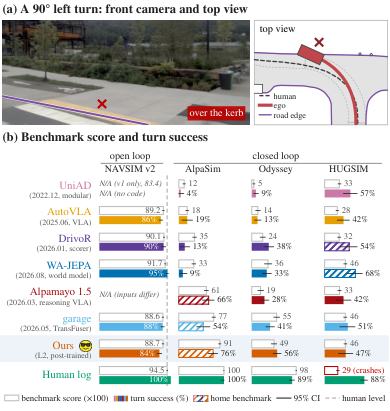 (a) A 90° left turn: front camera and top view
over the kerb
top view
human
ego
road edge
(b) Benchmark score and turn success
open loop
closed loop
NAVSIM v2
AlpaSim
Odyssey
HUGSIM
UniAD
(2022.12, modular)
N/A (v1 only, 83.4)
N/A (no code)
12
4%
5
9%
33
57%
AutoVLA
(2025.06, VLA)
89.2
86%
18
19%
14
13%
28
42%
DrivoR
(2026.01, scorer)
90.1
90%
35
13%
24
38%
32
54%
WA-JEPA
(2026.08, world model)
91.7
95%
33
9%
36
33%
46
68%
Alpamayo 1.5
(2026.03, reasoning VLA)
N/A (inputs differ)
61
66%
19
28%
33
42%
garage
(2026.05, TransFuser)
88.6
88%
77
54%
55
41%
46
51%
Ours
(L2, post-trained)
88.7
84%
91
76%
49
56%
46
47%
Human log
94.5
100%
100
98%
100
89%
29 (crashes)
88%
benchmark score (×100)
turn success (%)
home benchmark
95% CI
human level